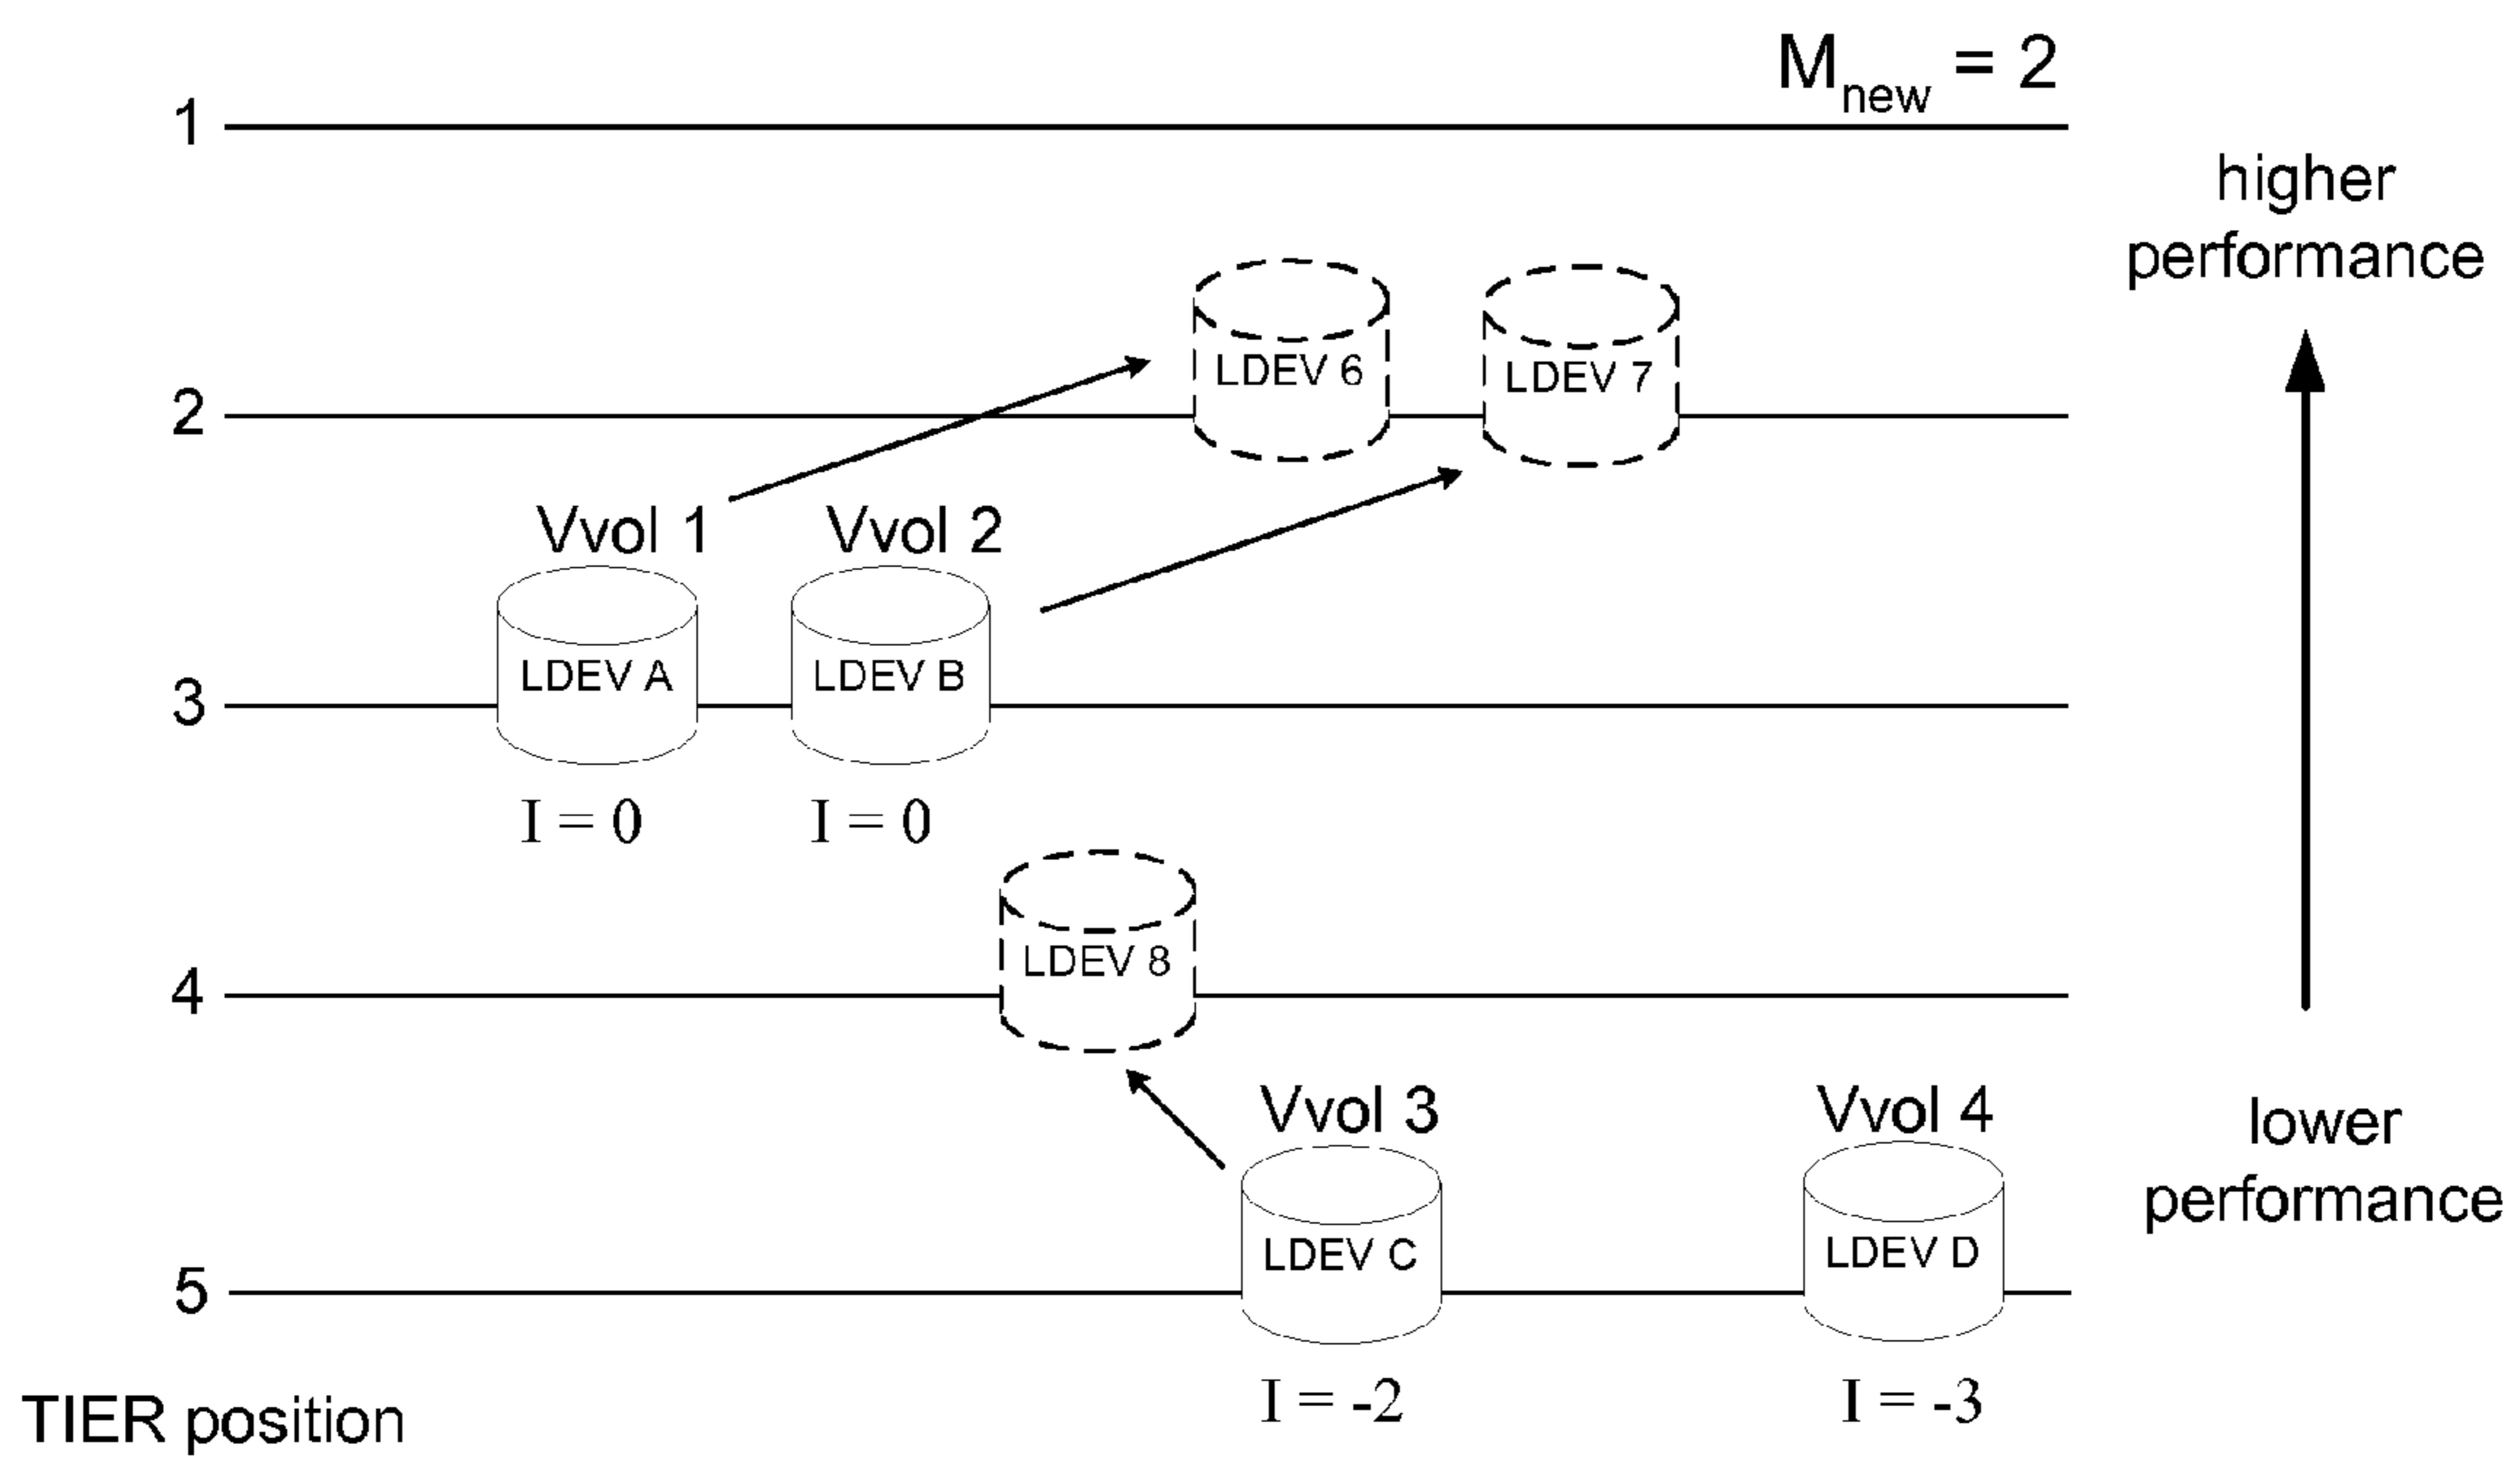 M_new = 2
1
higher
performance
LDEV 6
LDEV 7
2
Vvol 1
Vvol 2
LDEV A
LDEV B
3
I = 0
I = 0
LDEV 8
4
Vvol 3
Vvol 4
lower
performance
LDEV C
LDEV D
5
I = -2
I = -3
TIER position